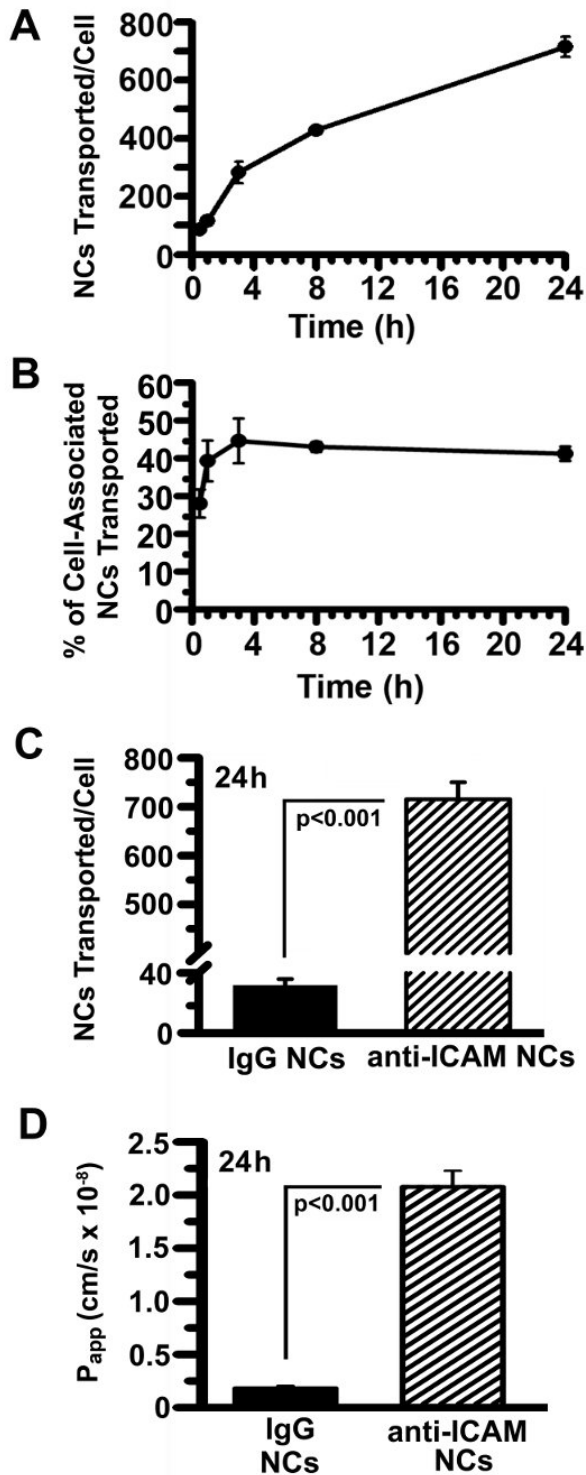 A
NCs Transported/Cell
800
600
400
200
0
0 4 8 12 16 20 24
Time (h)
B
% of Cell-Associated
NCs Transported
60
50
40
30
20
10
0
0 4 8 12 16 20 24
Time (h)
C
NCs Transported/Cell
800
700
600
500
40
0
24h
p<0.001
IgG NCs anti-ICAM NCs
D
Papp (cm/s x 10-8)
2.5
2.0
1.5
1.0
0.5
0
24h
p<0.001
IgG anti-ICAM
NCs NCs